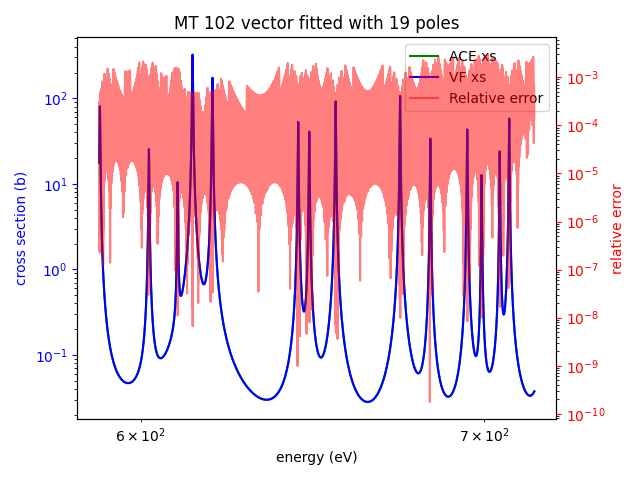 MT 102 vector fitted with 19 poles
ACE xs
VF xs
Relative error
cross section (b)
10²
10¹
10⁰
10⁻¹
10⁻³
10⁻⁴
10⁻⁵
10⁻⁶
10⁻⁷
10⁻⁸
10⁻⁹
10⁻¹⁰
relative error
6 × 10²
7 × 10²
energy (eV)